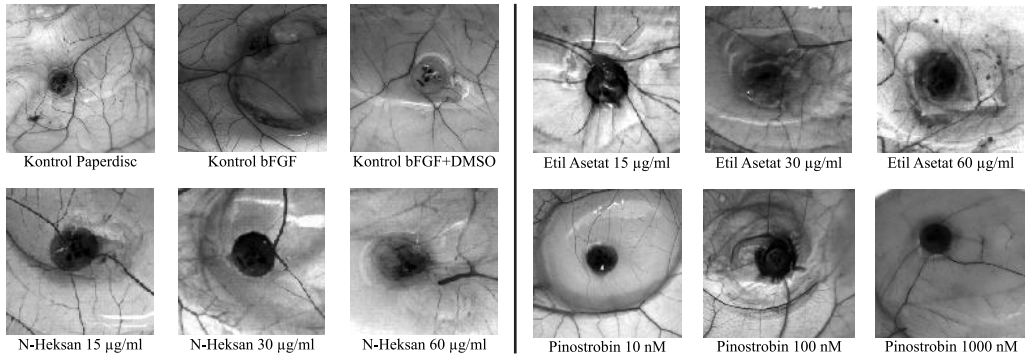 Kontrol Paperdisc
Kontrol bFGF
Kontrol bFGF+DMSO
Etil Asetat 15 µg/ml
Etil Asetat 30 µg/ml
Etil Asetat 60 µg/ml
N-Heksan 15 µg/ml
N-Heksan 30 µg/ml
N-Heksan 60 µg/ml
Pinostrobin 10 nM
Pinostrobin 100 nM
Pinostrobin 1000 nM